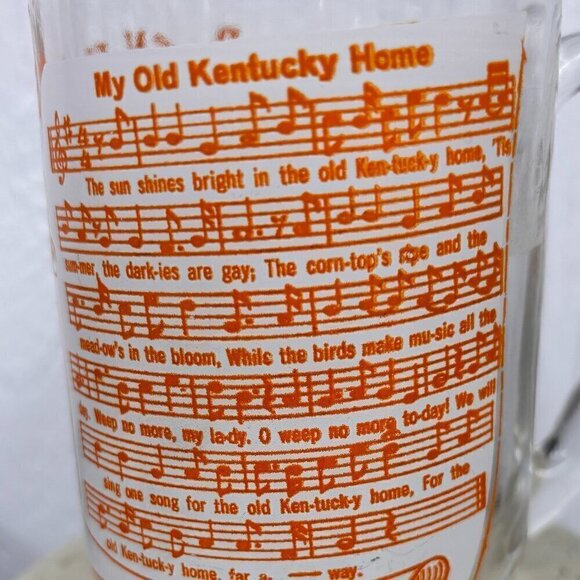 My Old Kentucky Home
The sun shines bright in the old Ken-tuck-y home, 'Tis
sum-mer, the dark-ies are gay; The corn-top's ripe and the
mead-ow's in the bloom, While the birds make mu-sic all the
day. Weep no more, my la-dy. O weep no more to-day! We will
sing one song for the old Ken-tuck-y home, For the
old Ken-tuck-y home, far a- way.